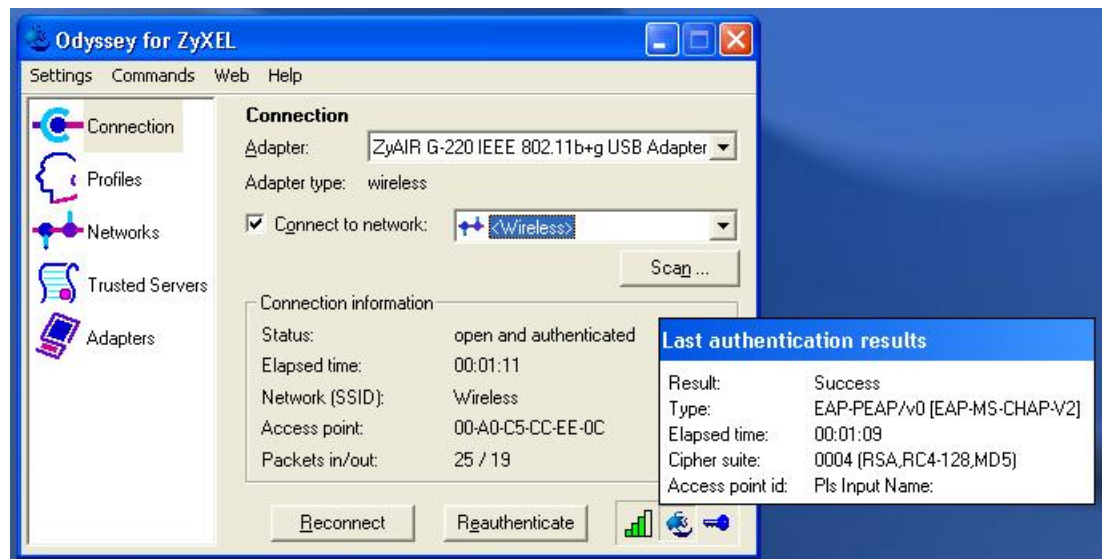 Odyssey for ZyXEL
Settings Commands Web Help
Connection
Profiles
Networks
Trusted Servers
Adapters
Connection
Adapter: ZyAIR G-220 IEEE 802.11b+g USB Adapter
Adapter type: wireless
Connect to network: <Wireless>
Scan ...
Connection information
Status: open and authenticated
Elapsed time: 00:01:11
Network (SSID): Wireless
Access point: 00-A0-C5-CC-EE-0C
Packets in/out: 25 / 19
Reconnect Reauthenticate
Last authentication results
Result: Success
Type: EAP-PEAP/v0 [EAP-MS-CHAP-V2]
Elapsed time: 00:01:09
Cipher suite: 0004 (RSA,RC4-128,MD5)
Access point id: Pls Input Name: